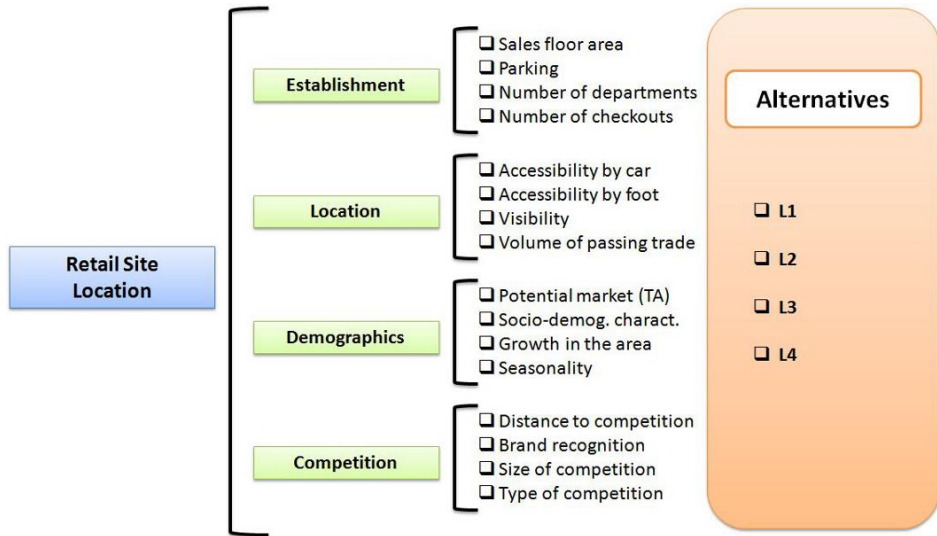 Retail Site
Location
Establishment
Sales floor area
Parking
Number of departments
Number of checkouts
Location
Accessibility by car
Accessibility by foot
Visibility
Volume of passing trade
Demographics
Potential market (TA)
Socio-demog. charact.
Growth in the area
Seasonality
Competition
Distance to competition
Brand recognition
Size of competition
Type of competition
Alternatives
L1
L2
L3
L4